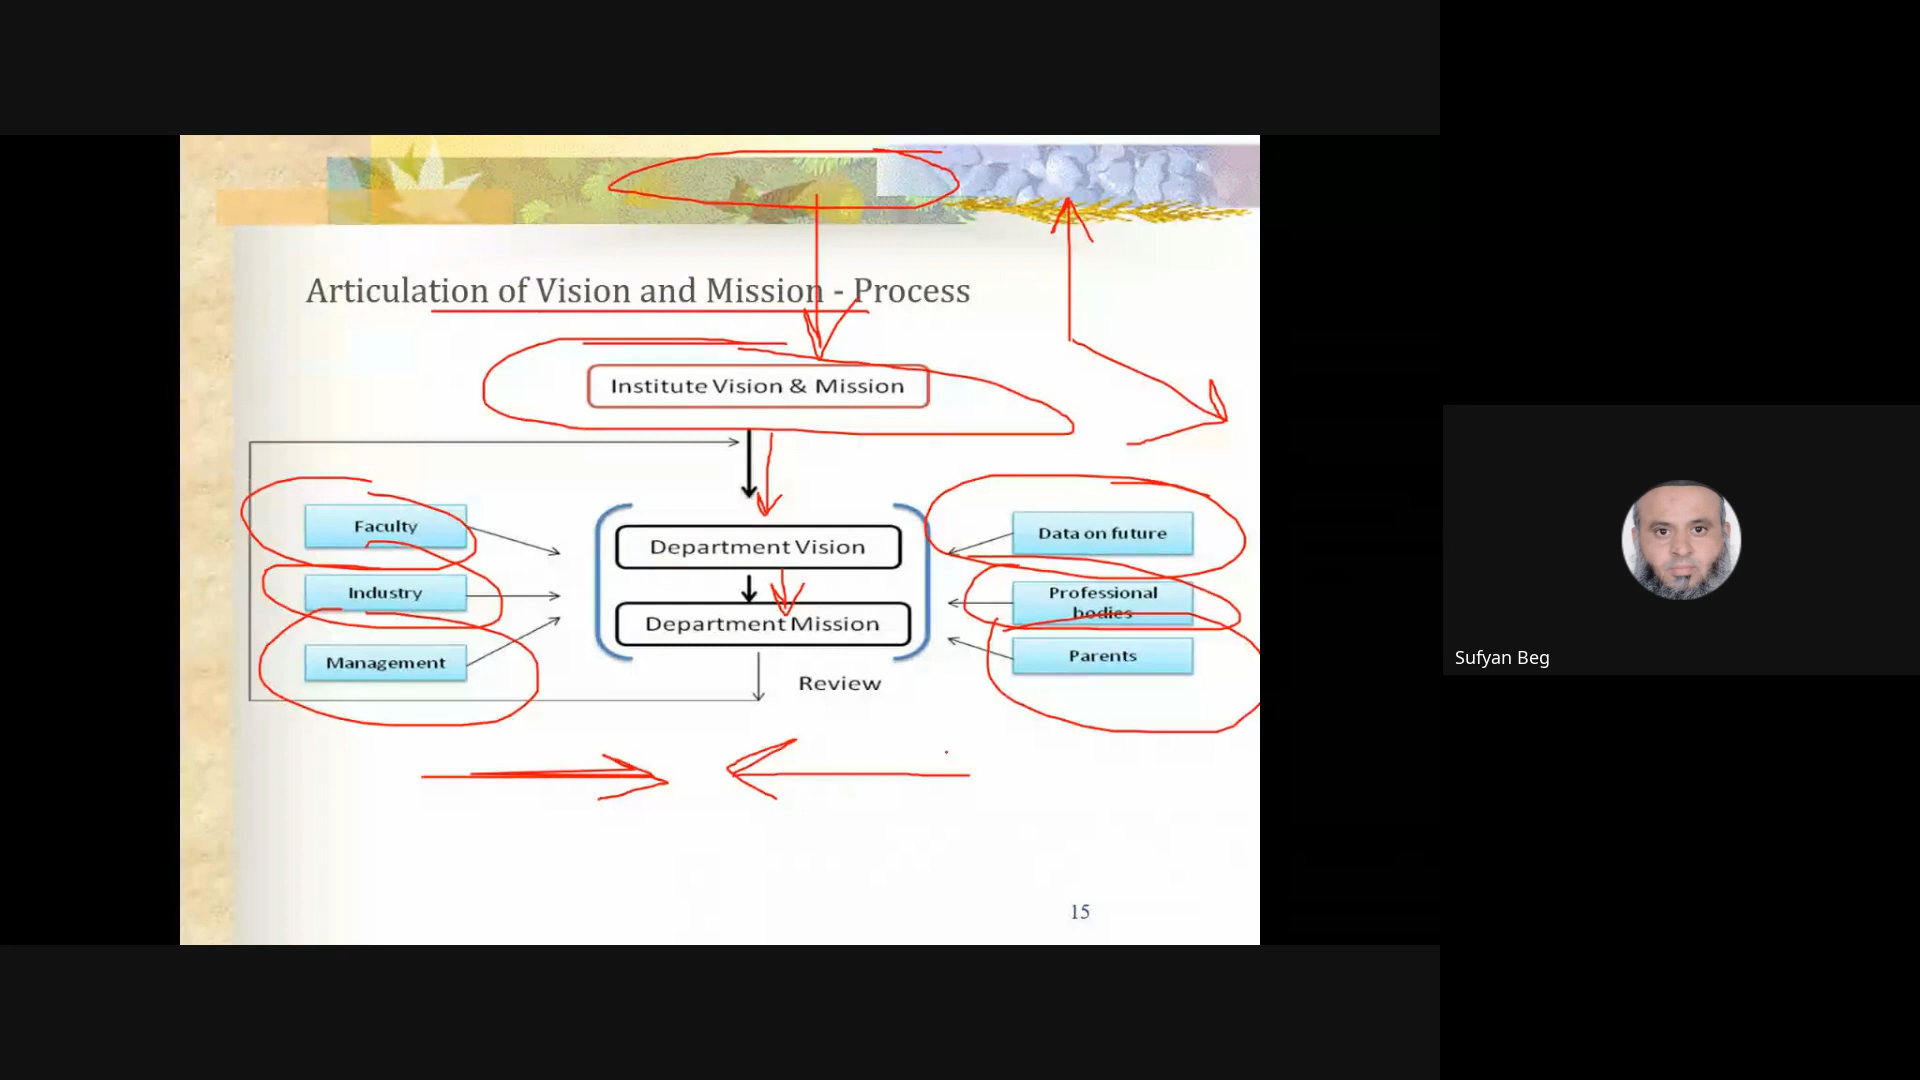 Articulation of Vision and Mission - Process
Institute Vision & Mission
Faculty
Industry
Management
Department Vision
Department Mission
Review
Data on future
Professional
bodies
Parents
15
Sufyan Beg